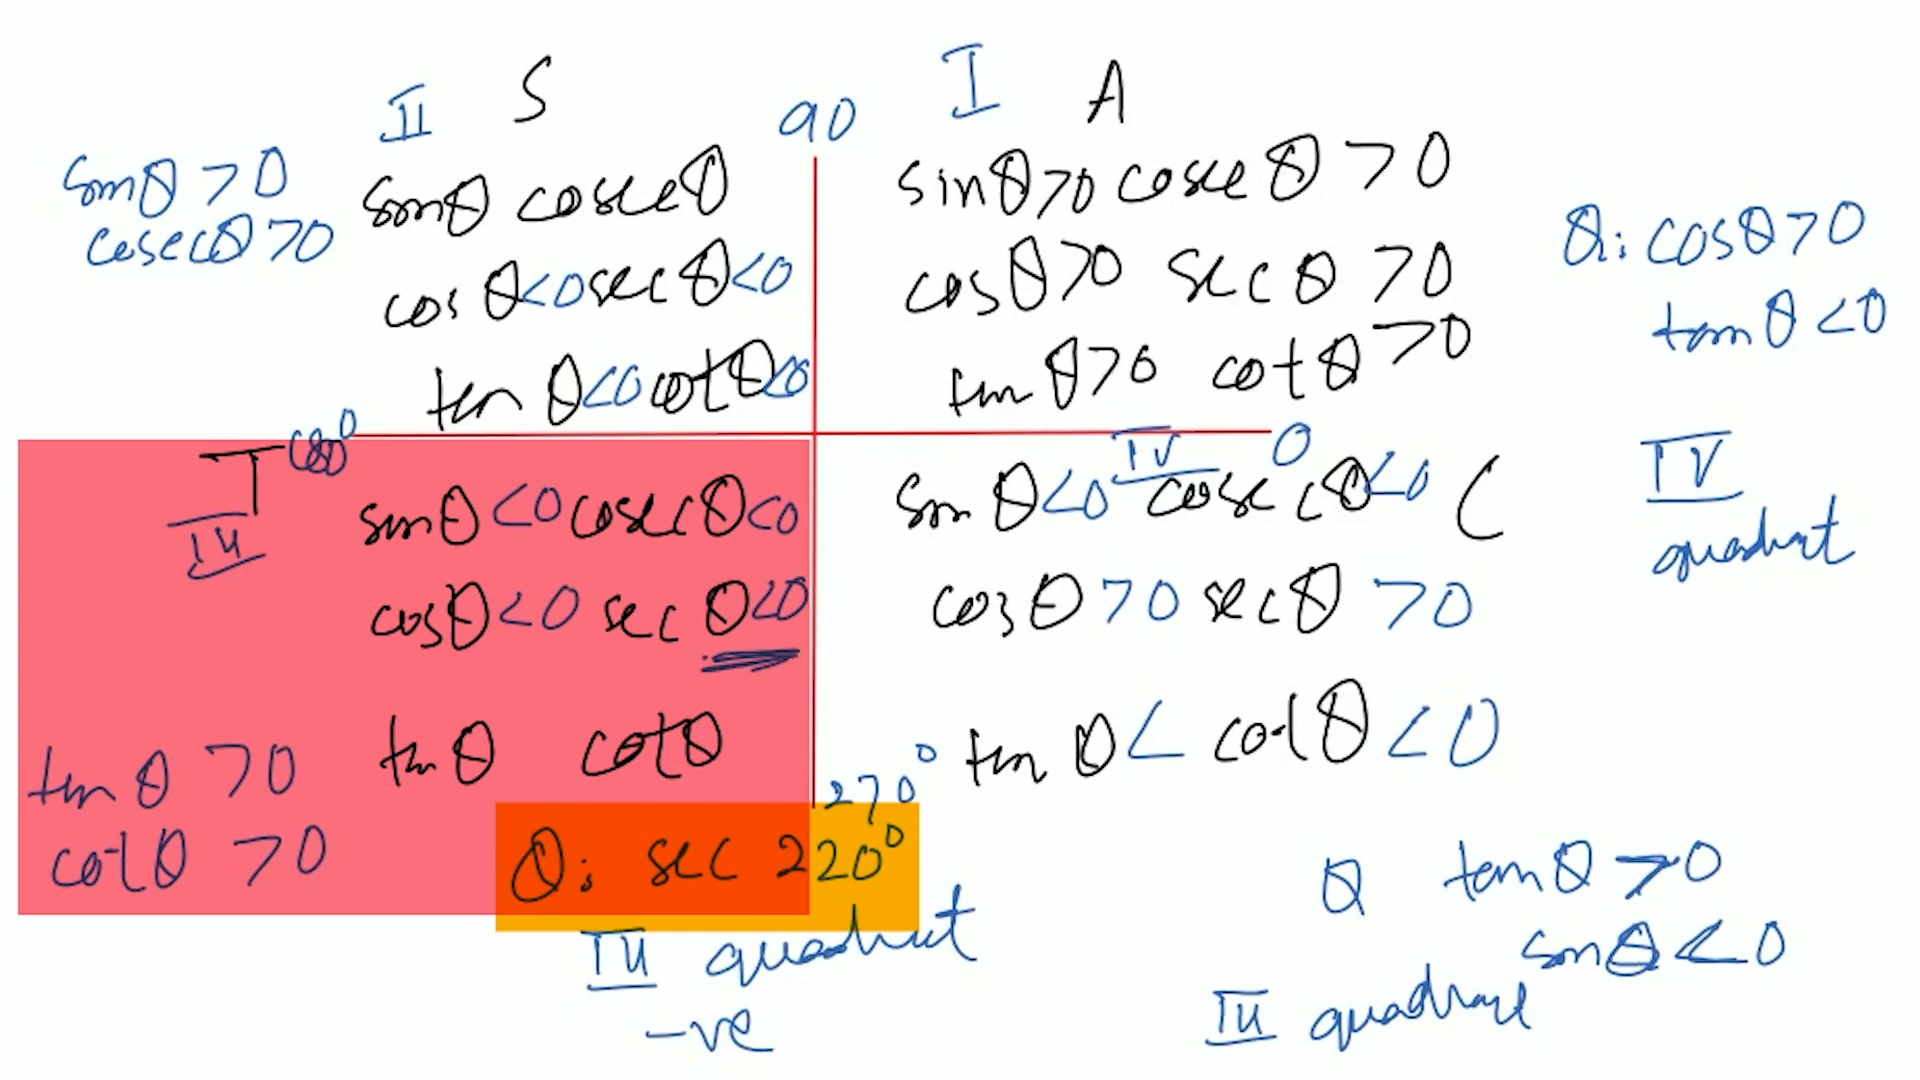 II S 90 I A
sinθ >0
cosecθ >0
sinθ cosecθ
cosθ<0 secθ<0
tanθ<0 cotθ<0
sinθ>0 cosecθ >0
cosθ>0 secθ >0
tanθ>0 cotθ >0
Q: cosθ>0
tanθ<0
IV
quadrant
180° 0
T
III
sinθ<0 cosecθ<0
cosθ<0 secθ<0
tanθ cotθ
tanθ >0
cotθ >0
IV
sinθ<0 cosecθ<0 C
cosθ >0 secθ >0
tanθ < cotθ <0
270°
Q: sec 220°
III quadrant
-ve
Q tanθ >0
sinθ <0
III quadrant